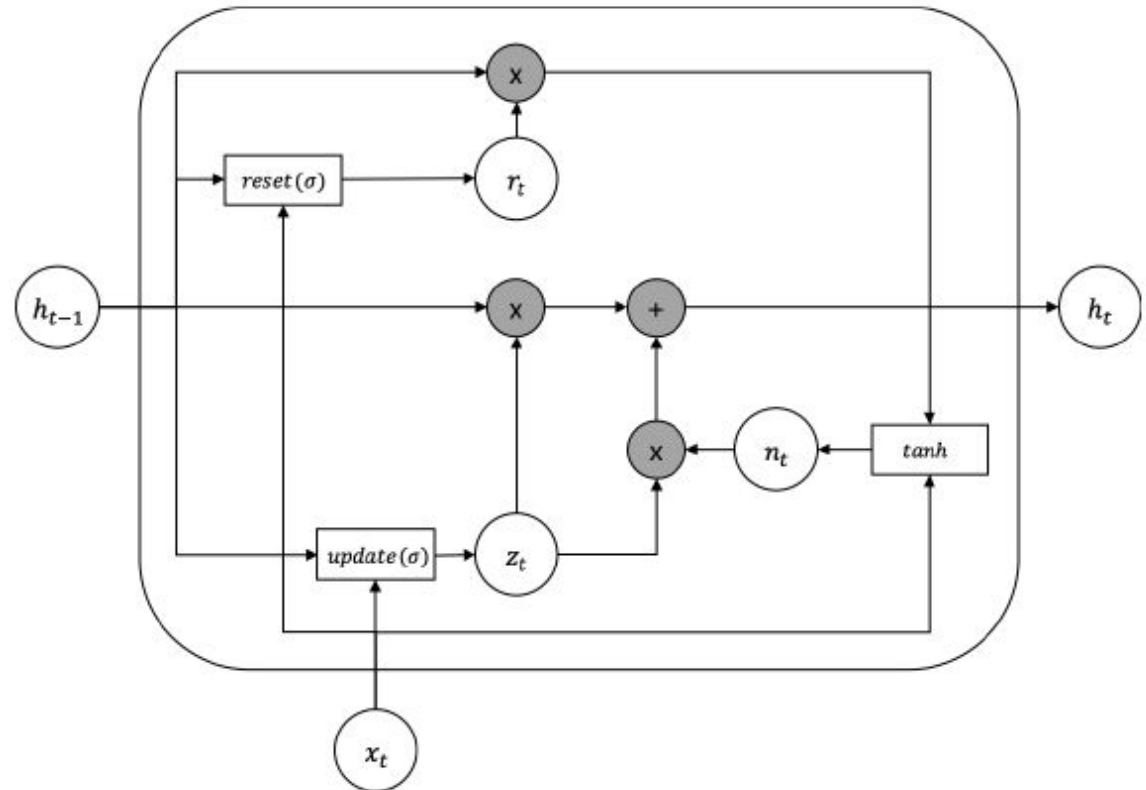 x
reset(σ)
r_t
h_{t−1}
x
+
h_t
x
n_t
tanh
update(σ)
z_t
x_t